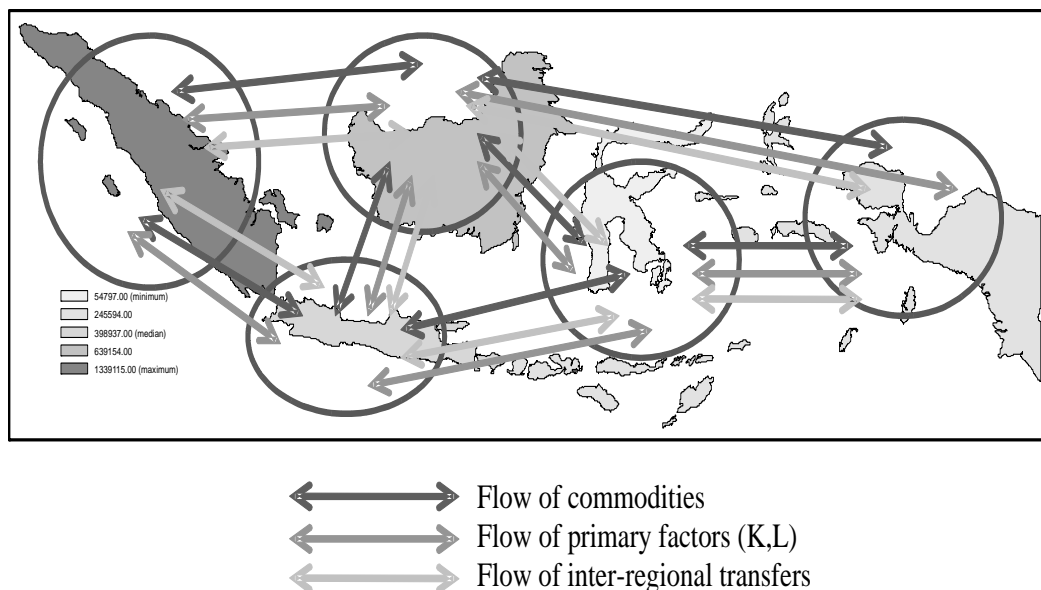 54797.00 (minimum)
245594.00
398937.00 (median)
639154.00
1339115.00 (maximum)
Flow of commodities
Flow of primary factors (K,L)
Flow of inter-regional transfers